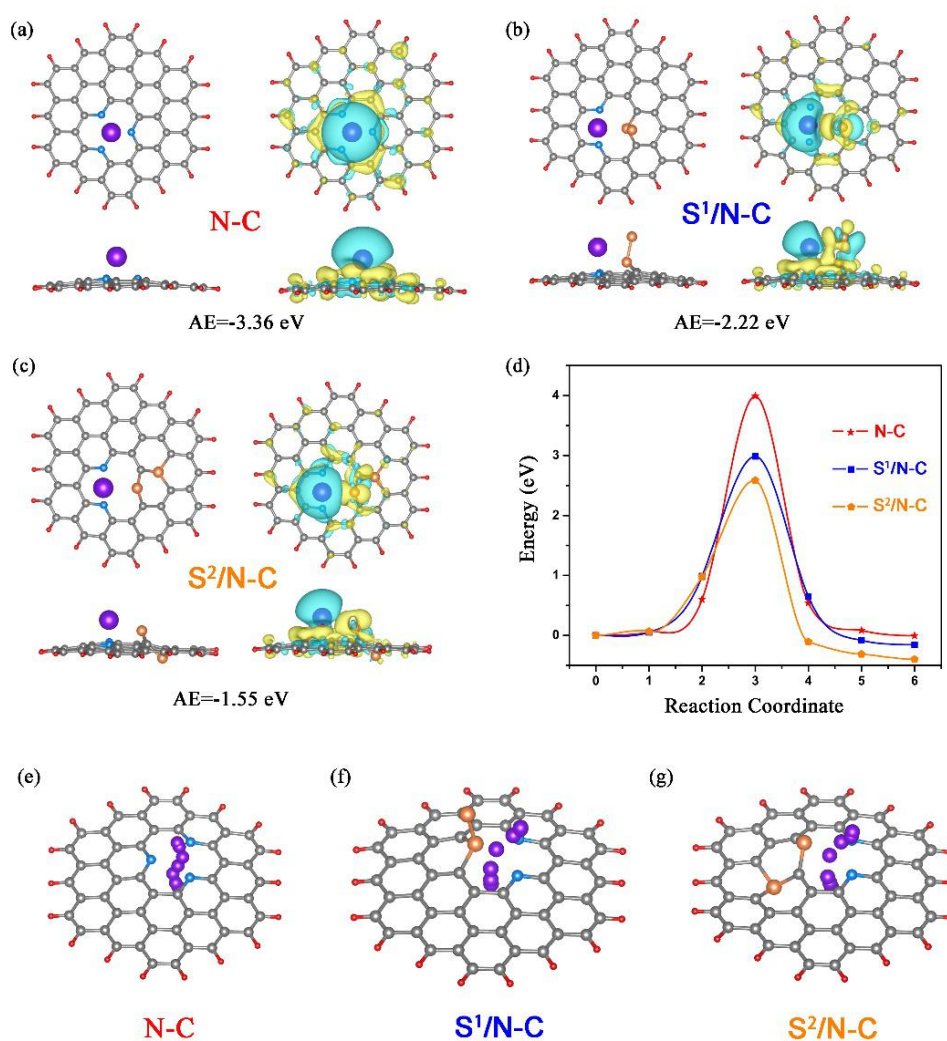 (a)
N-C
AE=-3.36 eV
(b)
S¹/N-C
AE=-2.22 eV
(c)
S²/N-C
AE=-1.55 eV
(d)
Energy (eV)
4
3
2
1
0
N-C
S¹/N-C
S²/N-C
0 1 2 3 4 5 6
Reaction Coordinate
(e)
N-C
(f)
S¹/N-C
(g)
S²/N-C